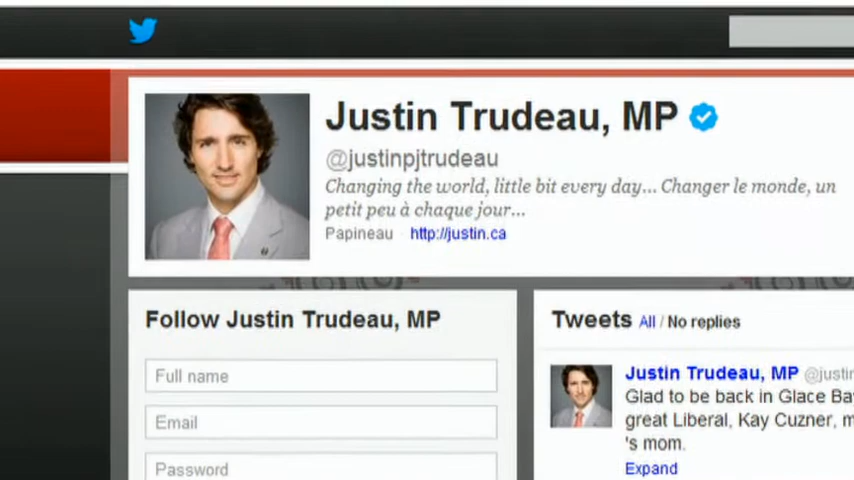 Justin Trudeau, MP
@justinpjtrudeau
Changing the world, little bit every day... Changer le monde, un
petit peu à chaque jour...
Papineau http://justin.ca
Follow Justin Trudeau, MP
Full name
Email
Password
Tweets All / No replies
Justin Trudeau, MP @justin
Glad to be back in Glace Bay
great Liberal, Kay Cuzner, m
's mom.
Expand